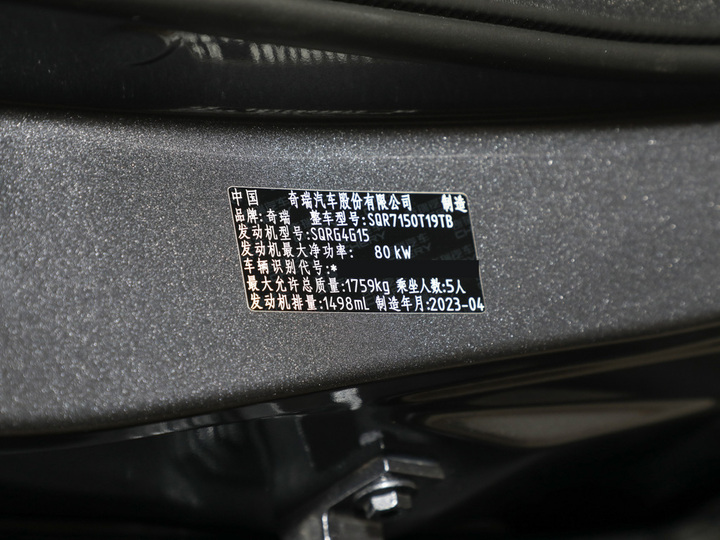 中国 奇瑞汽车股份有限公司 制造
品牌:奇瑞 整车型号:SQR7150T19TB
发动机型号:SQRG4G15
发动机最大净功率: 80 kW
车辆识别代号:*
最大允许总质量:1759kg 乘坐人数:5人
发动机排量:1498mL 制造年月:2023-04